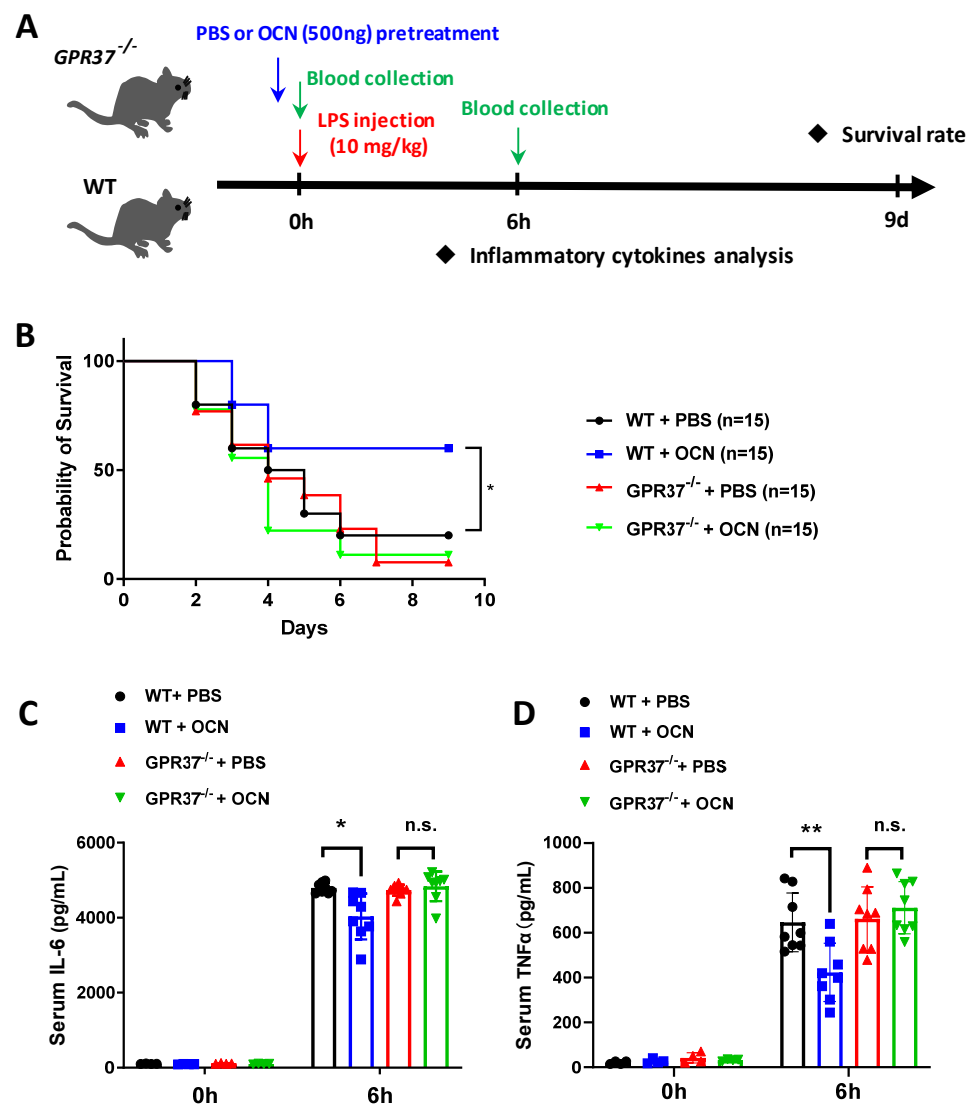 A
GPR37-/-
PBS or OCN (500ng) pretreatment
Blood collection
LPS injection
(10 mg/kg)
Blood collection
Survival rate
WT
0h
6h
9d
Inflammatory cytokines analysis
B
Probability of Survival
100
50
0
0 2 4 6 8 10
Days
*
WT + PBS (n=15)
WT + OCN (n=15)
GPR37-/- + PBS (n=15)
GPR37-/- + OCN (n=15)
C
WT+ PBS
WT + OCN
GPR37-/- + PBS
GPR37-/- + OCN
Serum IL-6 (pg/mL)
6000
4000
2000
0
* n.s.
0h 6h
D
WT + PBS
WT + OCN
GPR37-/-+ PBS
GPR37-/-+ OCN
Serum TNFα (pg/mL)
1000
800
600
400
200
0
** n.s.
0h 6h